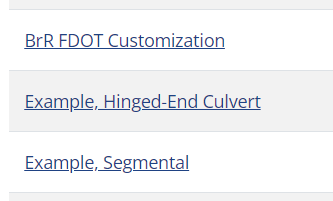 BrR FDOT Customization
Example, Hinged-End Culvert
Example, Segmental